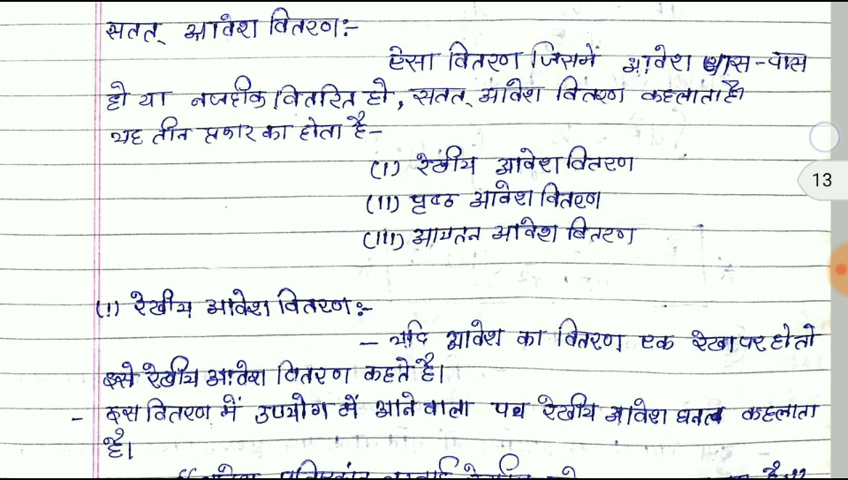 सतत् आवेश वितरण:-
ऐसा वितरण जिसमें आवेश आस-पास
हो या नजदीक वितरित हो, सतत् आवेश वितरण कहलाता है।
यह तीन प्रकार का होता है-
(I) रेखीय आवेश वितरण
(II) पृष्ठ आवेश वितरण
(III) आयतन आवेश वितरण
13
(I) रेखीय आवेश वितरण:-
- यदि आवेश का वितरण एक रेखा पर हो तो
इसे रेखीय आवेश वितरण कहते है।
- इस वितरण में उपयोग में आने वाला पद रेखीय आवेश घनत्व कहलाता
है।